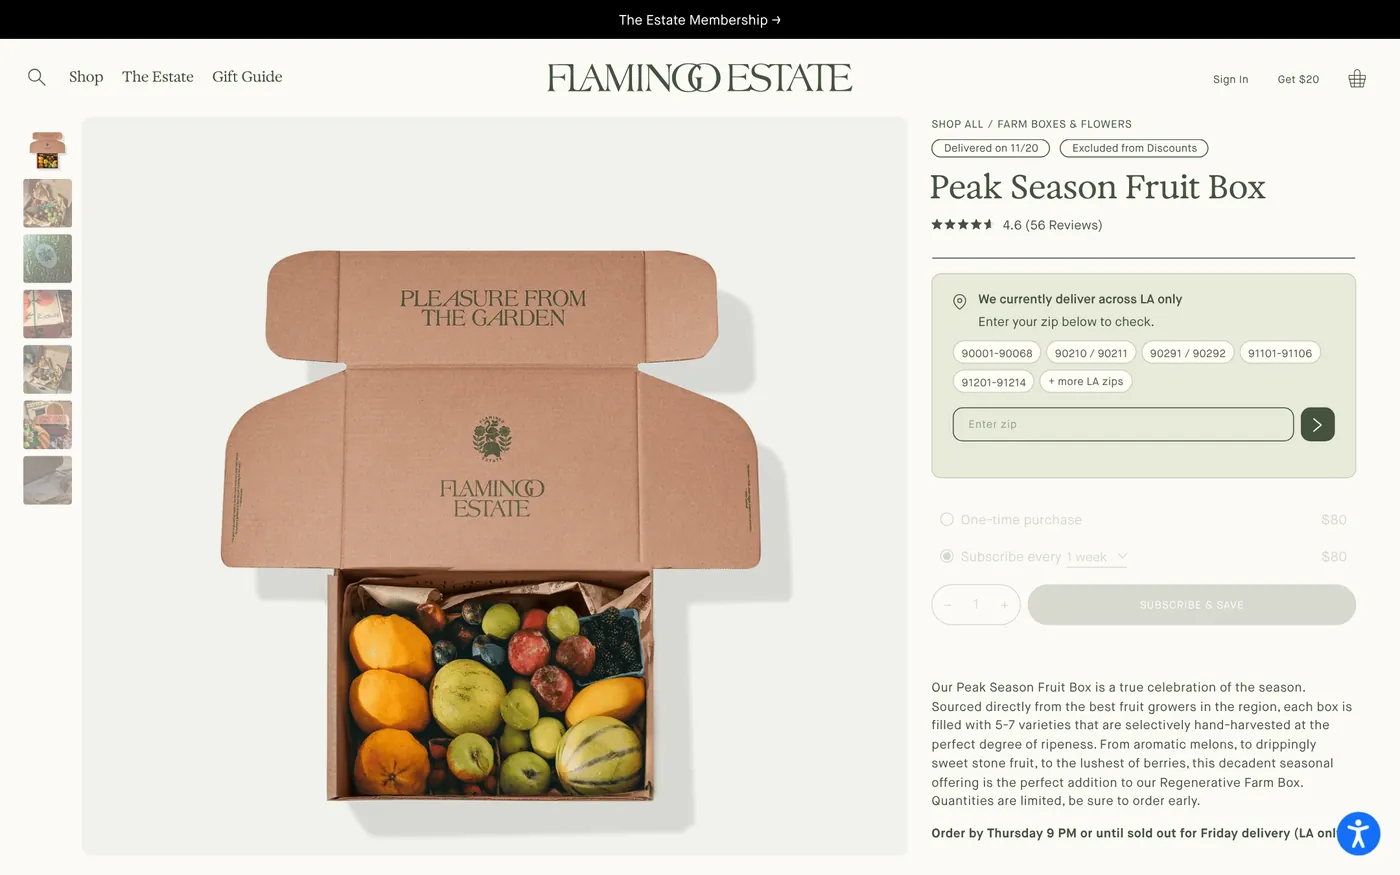 The Estate Membership →
Shop
The Estate
Gift Guide
FLAMINGO ESTATE
Sign In
Get $20
SHOP ALL / FARM BOXES & FLOWERS
Delivered on 11/20
Excluded from Discounts
Peak Season Fruit Box
4.6 (56 Reviews)
We currently deliver across LA only
Enter your zip below to check.
90001-90068
90210 / 90211
90291 / 90292
91101-91106
91201-91214
+ more LA zips
Enter zip
One-time purchase
$80
Subscribe every 1 week
$80
− 1 +
SUBSCRIBE & SAVE
Our Peak Season Fruit Box is a true celebration of the season.
Sourced directly from the best fruit growers in the region, each box is
filled with 5-7 varieties that are selectively hand-harvested at the
perfect degree of ripeness. From aromatic melons, to drippingly
sweet stone fruit, to the lushest of berries, this decadent seasonal
offering is the perfect addition to our Regenerative Farm Box.
Quantities are limited, be sure to order early.
Order by Thursday 9 PM or until sold out for Friday delivery (LA onl
PLEASURE FROM
THE GARDEN
FLAMINGO
ESTATE
FLAMINGO
ESTATE